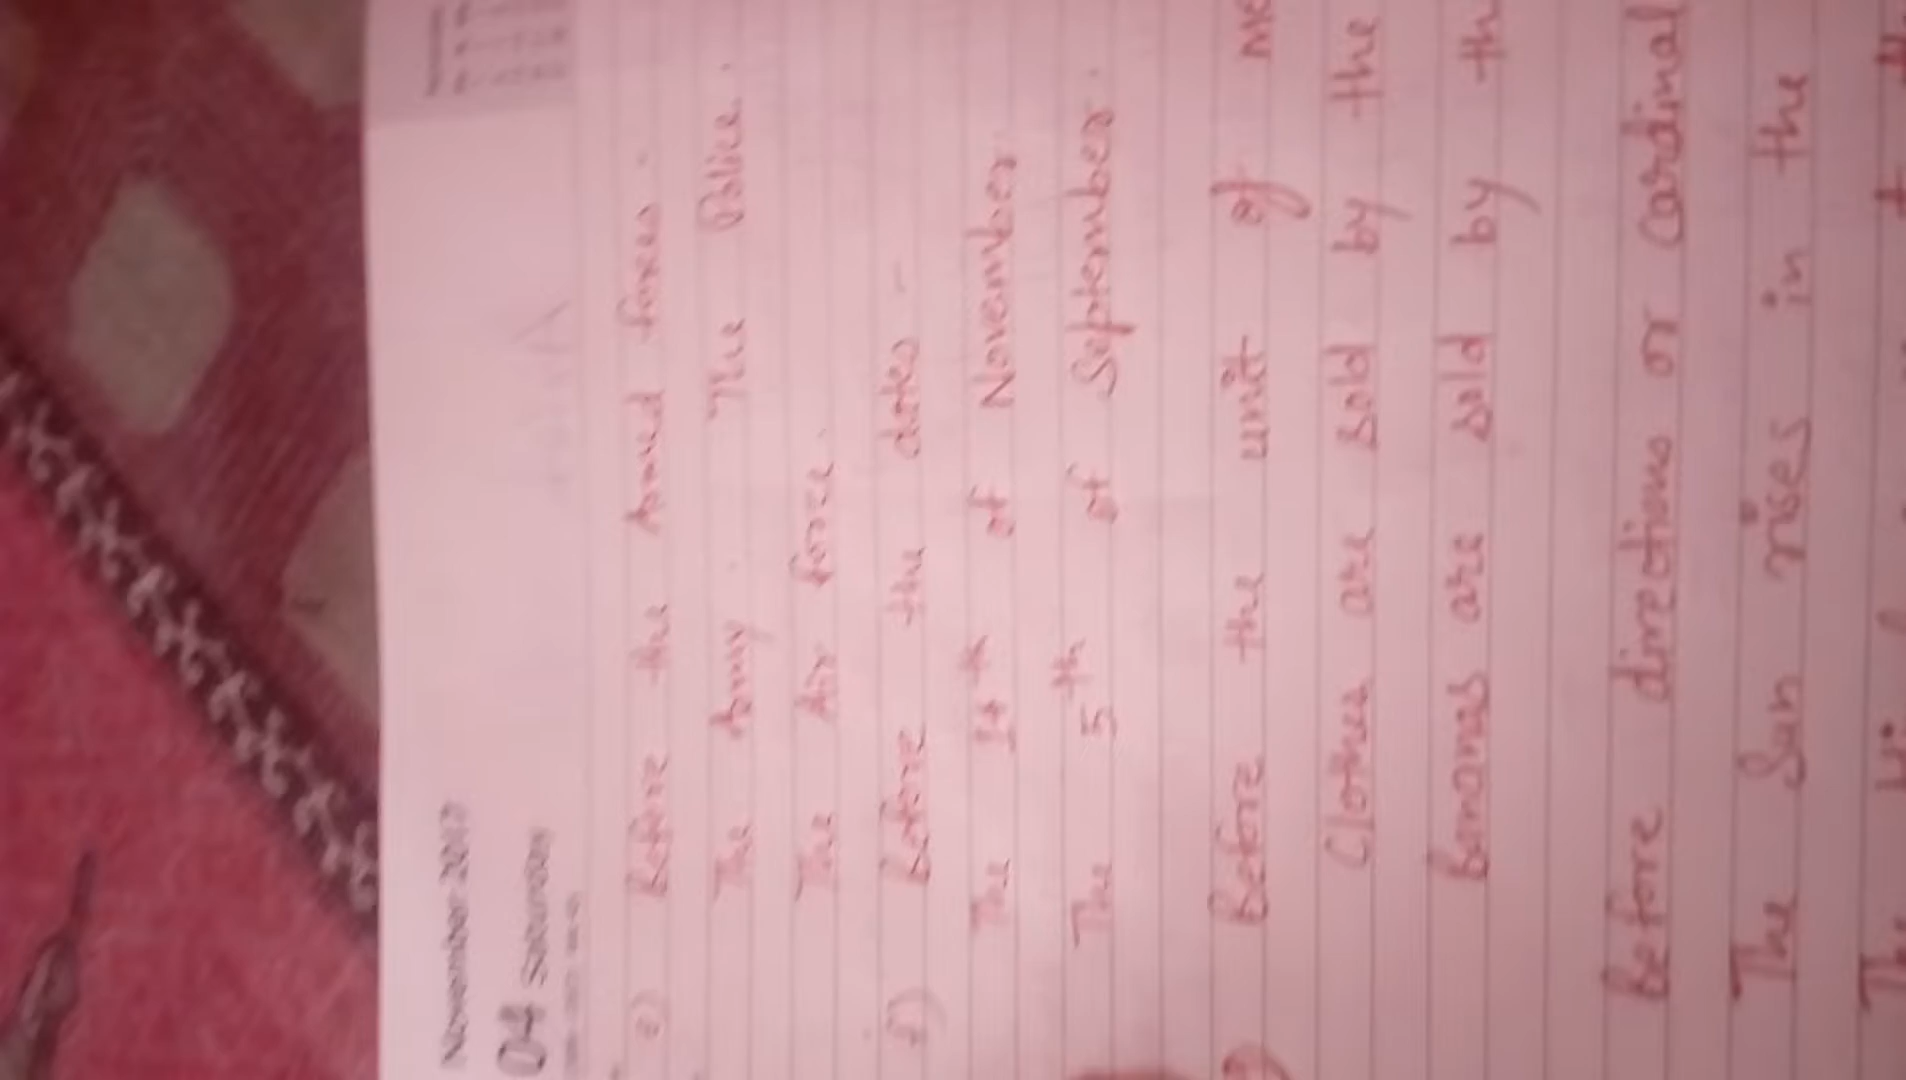 November 2017
04 Saturday
e) Before the Armed forces.
The Army. The Police.
The Air force.
f) Before the dates -
The 14th of November.
The 5th of September.
Before the unit of
Clothes are sold by the
Bananas are sold by
Before directions or cardinal
The Sun rises in the
The